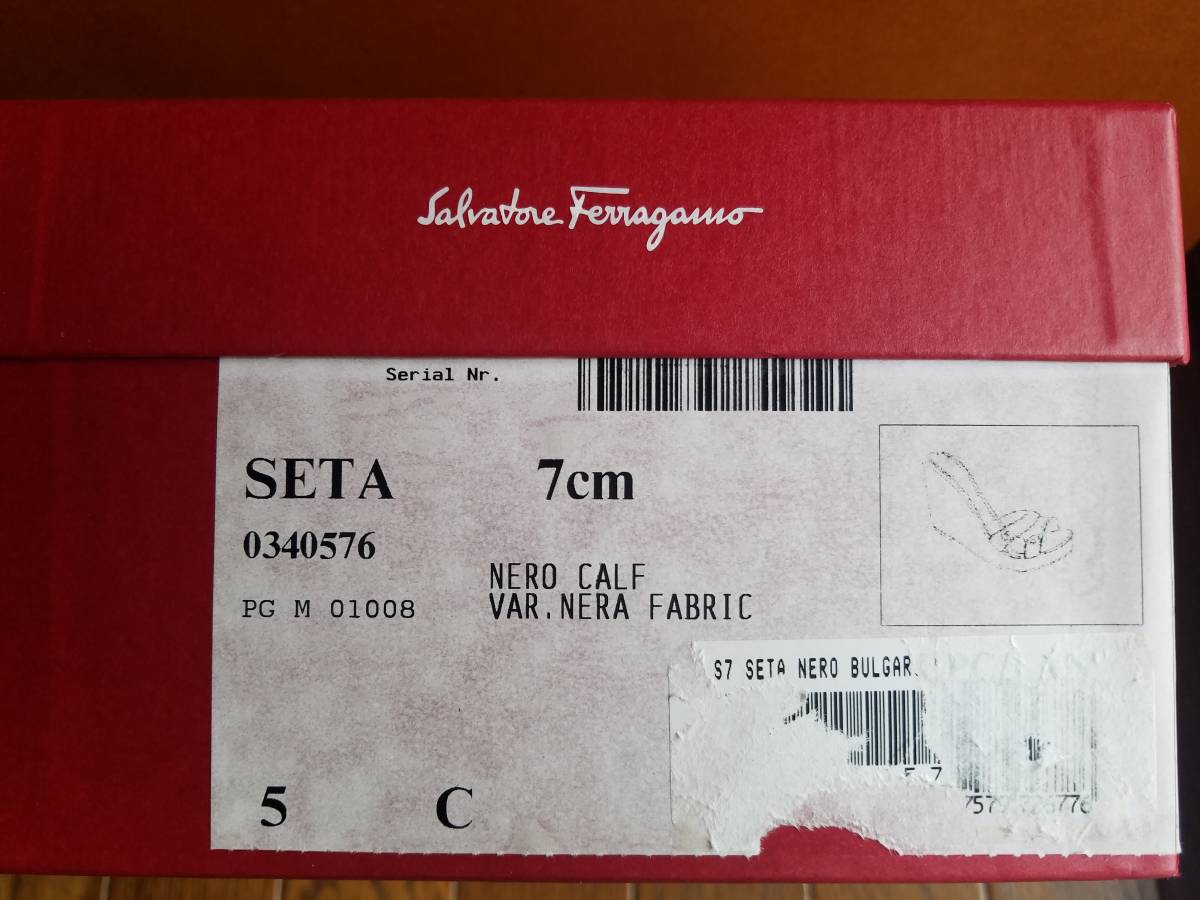 Salvatore Ferragamo
Serial Nr.
SETA 7cm
0340576
NERO CALF
PG M 01008 VAR.NERA FABRIC
S7 SETA NERO BULGAR.
5 C